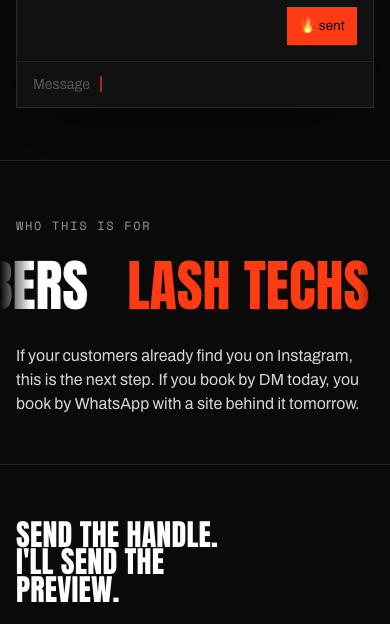 🔥 sent
Message
WHO THIS IS FOR
BERS LASH TECHS
If your customers already find you on Instagram,
this is the next step. If you book by DM today, you
book by WhatsApp with a site behind it tomorrow.
SEND THE HANDLE.
I'LL SEND THE
PREVIEW.